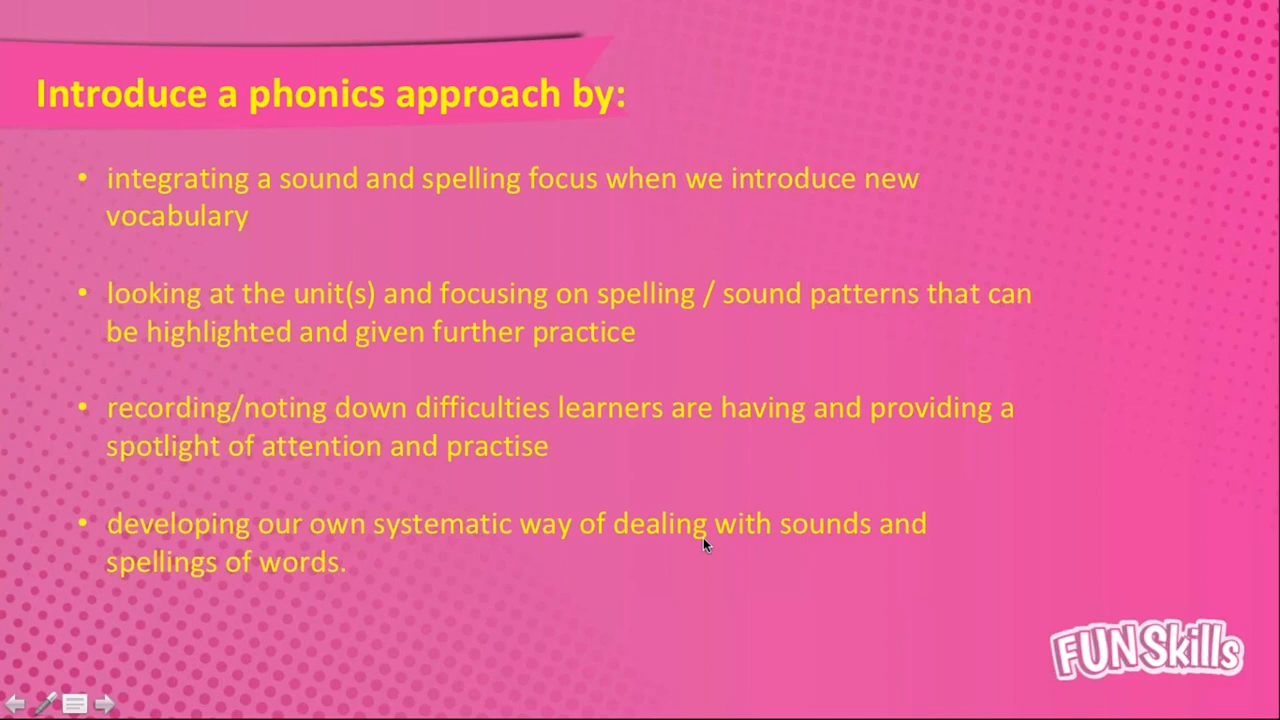 Introduce a phonics approach by:
• integrating a sound and spelling focus when we introduce new
vocabulary
• looking at the unit(s) and focusing on spelling / sound patterns that can
be highlighted and given further practice
• recording/noting down difficulties learners are having and providing a
spotlight of attention and practise
• developing our own systematic way of dealing with sounds and
spellings of words.
FUN Skills